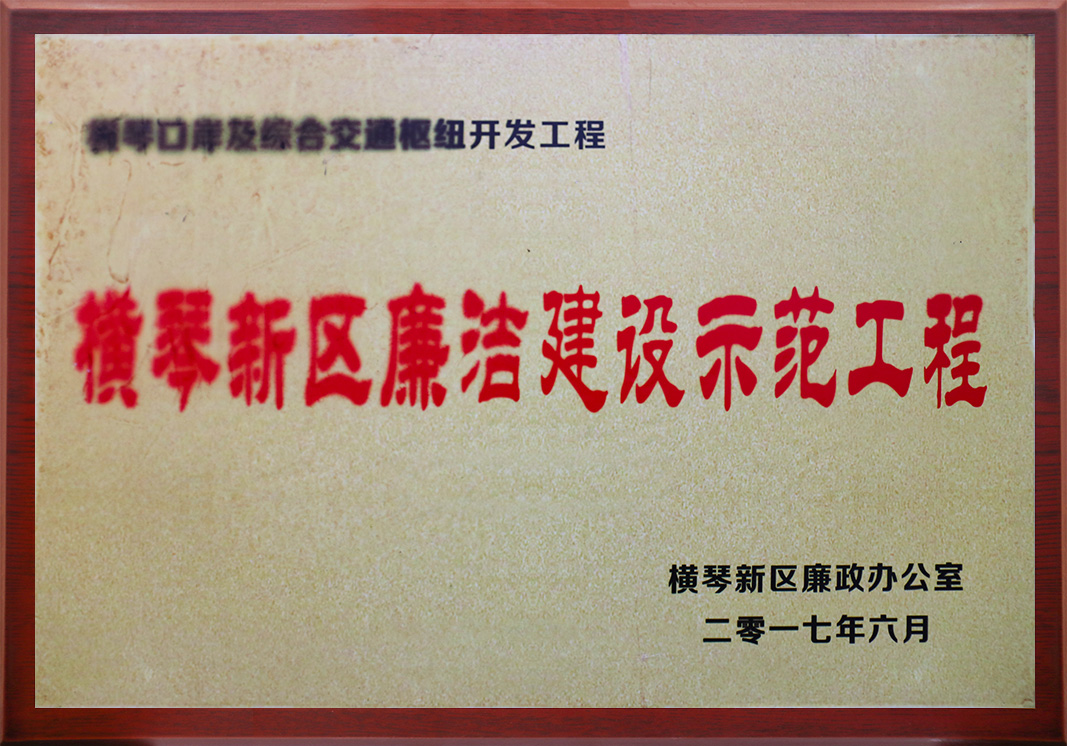 横琴口岸及综合交通枢纽开发工程
横琴新区廉洁建设示范工程
横琴新区廉政办公室
二零一七年六月